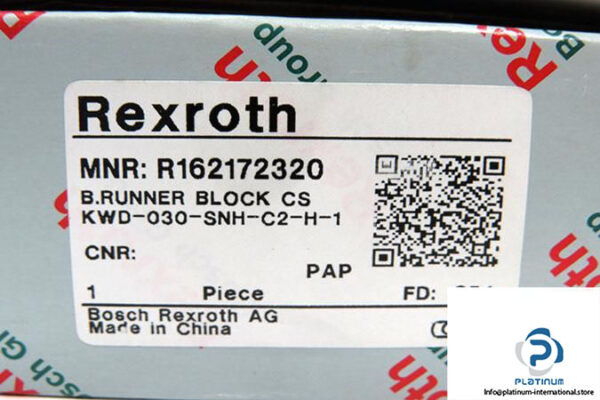 Rexroth
MNR: R162172320
B.RUNNER BLOCK CS
KWD-030-SNH-C2-H-1
CNR:
PAP
1 Piece FD:
Bosch Rexroth AG
Made in China
PLATINUM
Info@platinum-international.store